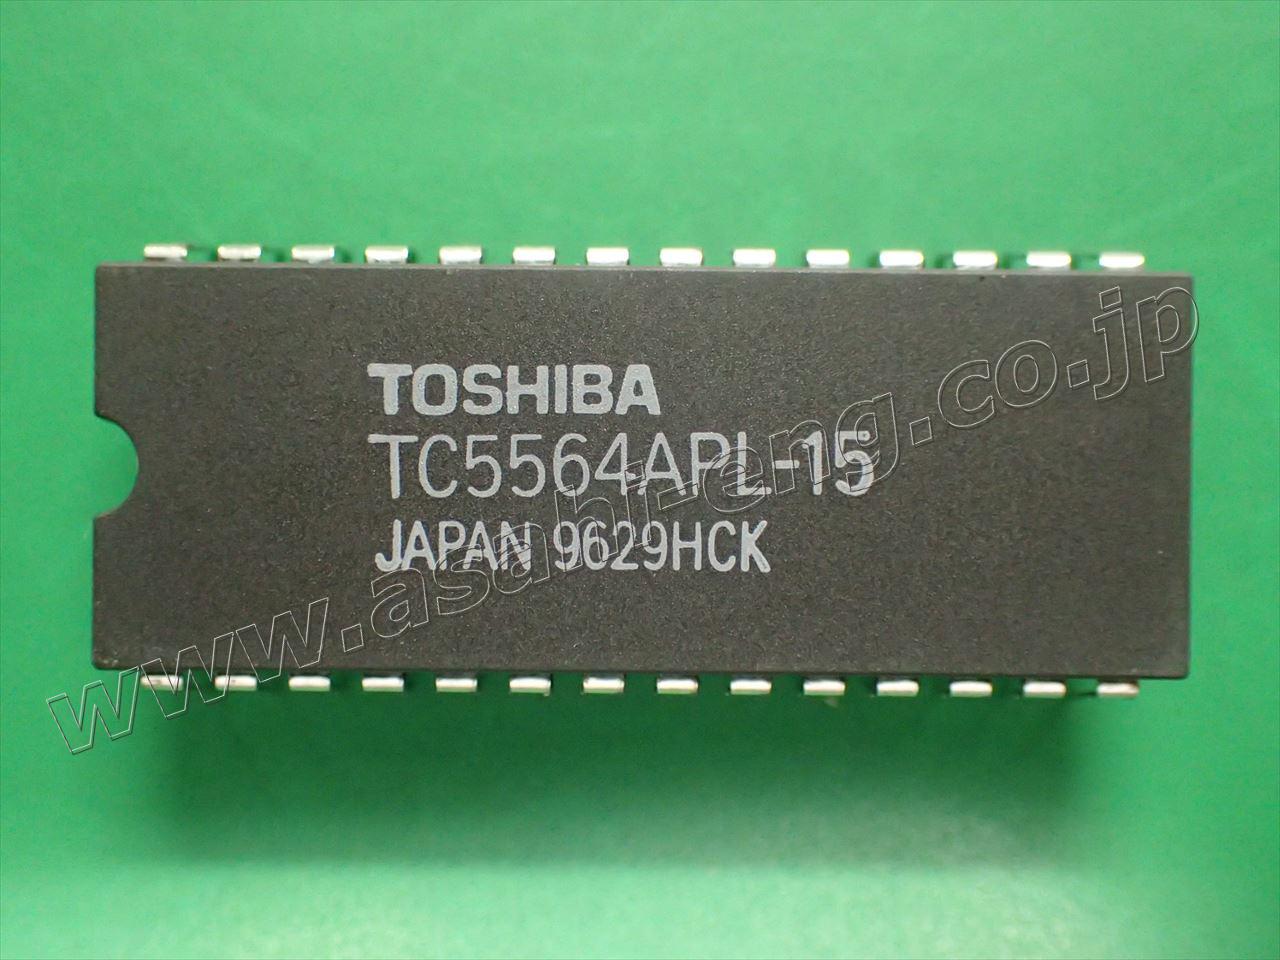 TOSHIBA
TC5564APL-15
JAPAN 9629HCK
www.asahi-eng.co.jp